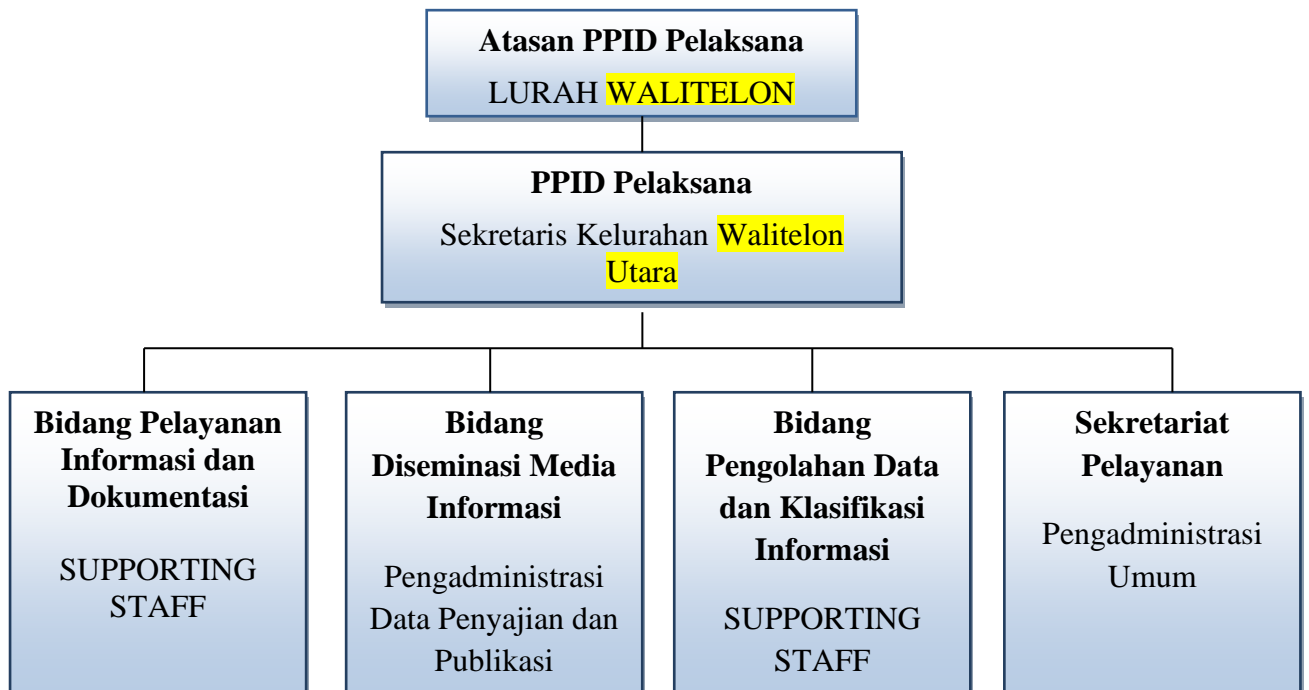 Atasan PPID Pelaksana
LURAH WALITELON
PPID Pelaksana
Sekretaris Kelurahan Walitelon
Utara
Bidang Pelayanan
Informasi dan
Dokumentasi
SUPPORTING
STAFF
Bidang
Diseminasi Media
Informasi
Pengadministrasi
Data Penyajian dan
Publikasi
Bidang
Pengolahan Data
dan Klasifikasi
Informasi
SUPPORTING
STAFF
Sekretariat
Pelayanan
Pengadministrasi
Umum